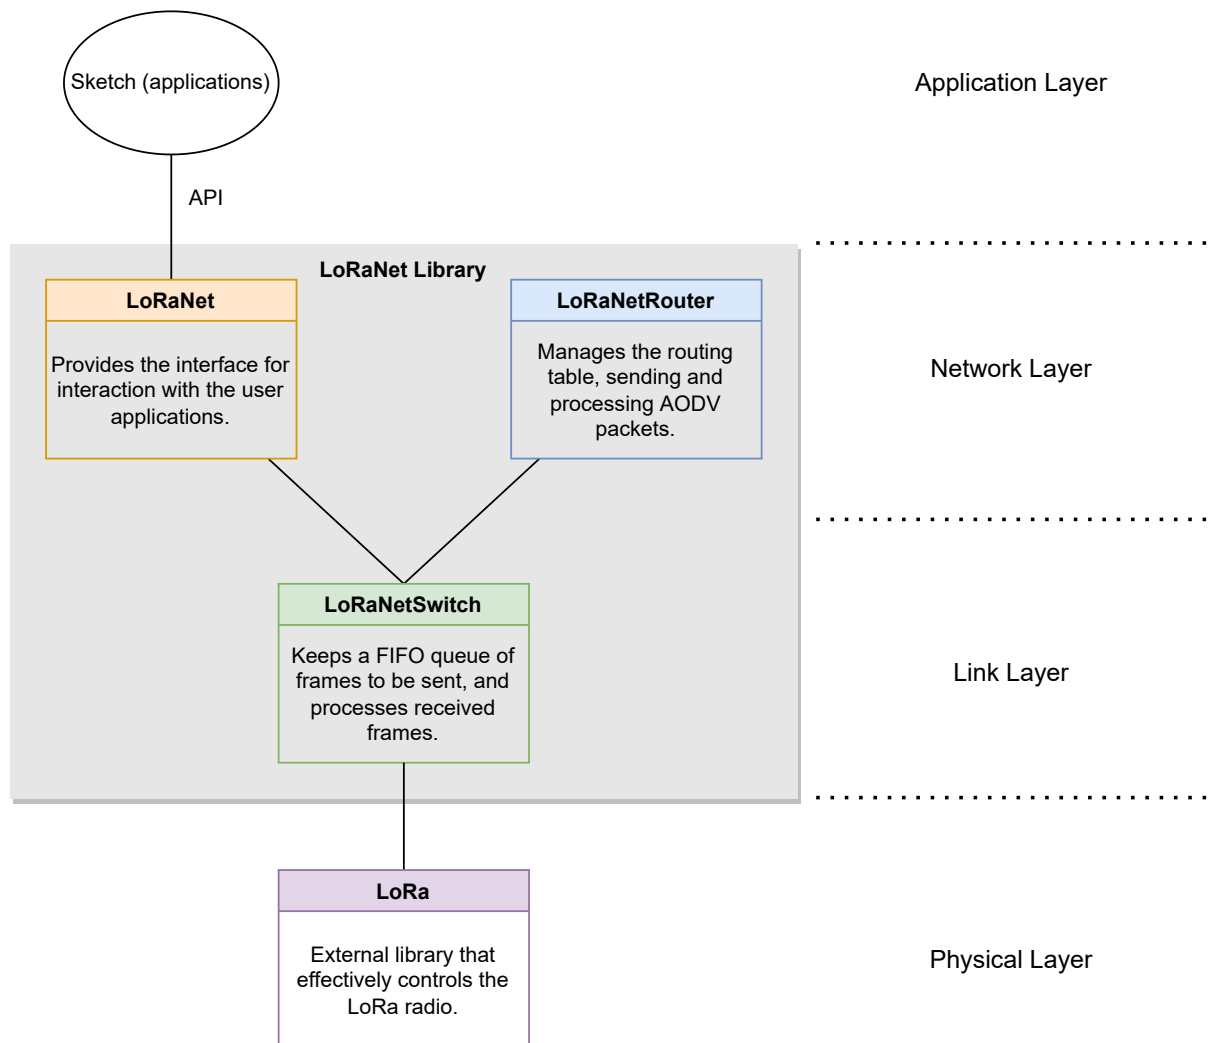 Sketch (applications)
Application Layer
API
LoRaNet Library
LoRaNet
Provides the interface for
interaction with the user
applications.
LoRaNetRouter
Manages the routing
table, sending and
processing AODV
packets.
Network Layer
LoRaNetSwitch
Keeps a FIFO queue of
frames to be sent, and
processes received
frames.
Link Layer
LoRa
External library that
effectively controls the
LoRa radio.
Physical Layer